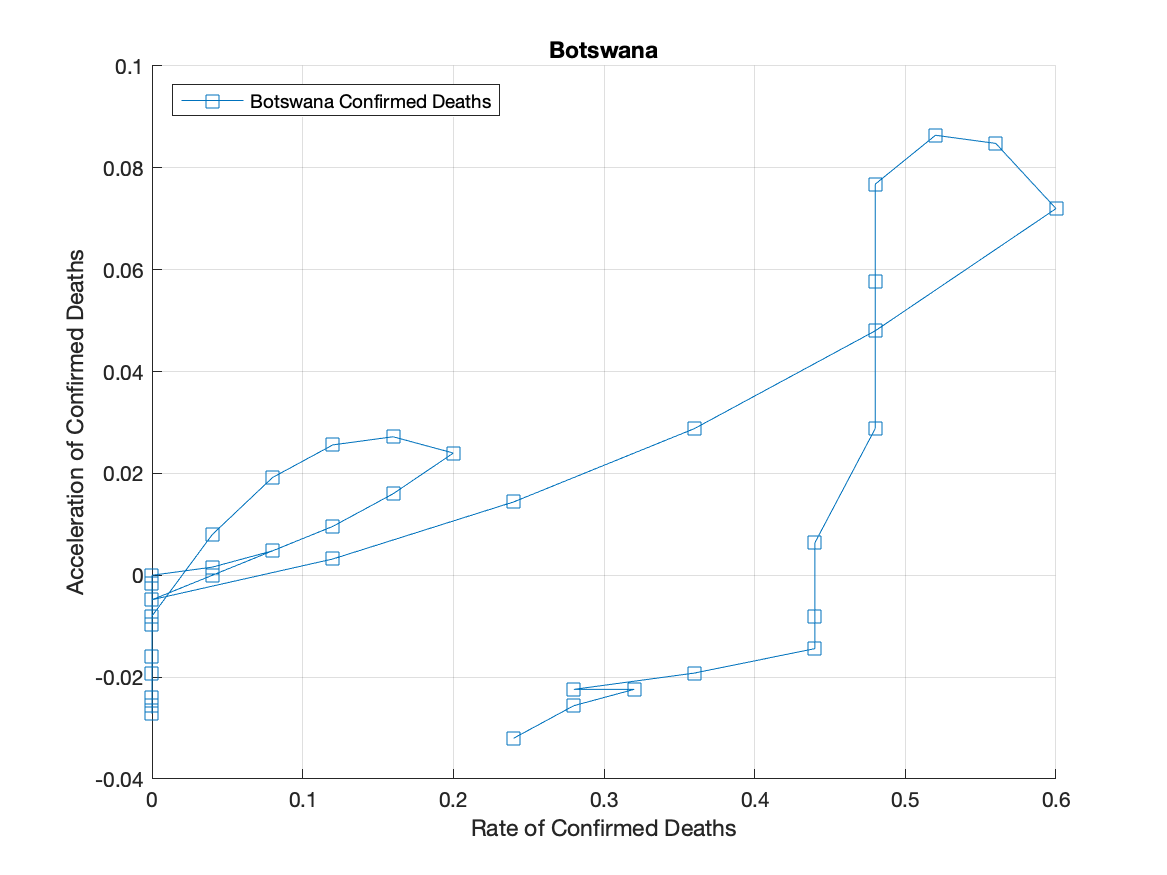 Botswana
Botswana Confirmed Deaths
Acceleration of Confirmed Deaths
0.1
0.08
0.06
0.04
0.02
0
-0.02
-0.04
0 0.1 0.2 0.3 0.4 0.5 0.6
Rate of Confirmed Deaths